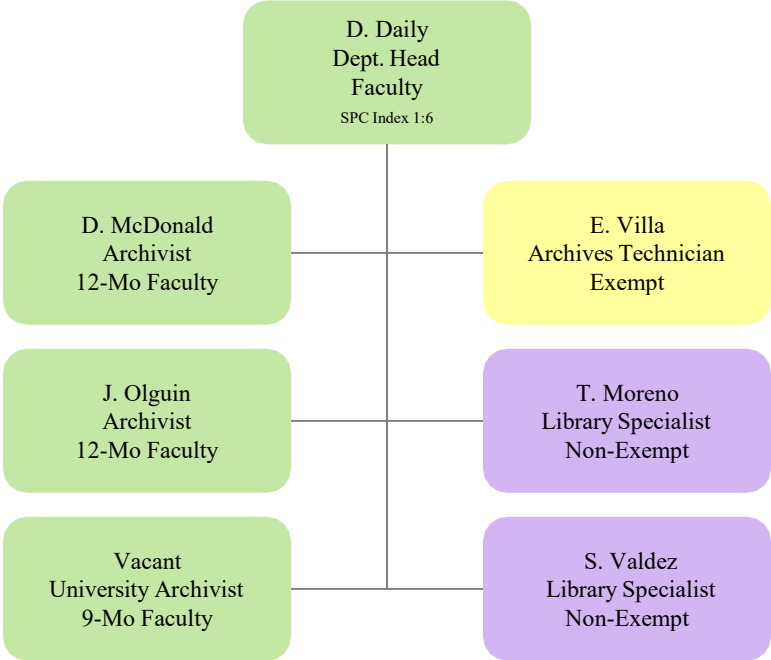 D. Daily
Dept. Head
Faculty
SPC Index 1:6
D. McDonald
Archivist
12-Mo Faculty
E. Villa
Archives Technician
Exempt
J. Olguin
Archivist
12-Mo Faculty
T. Moreno
Library Specialist
Non-Exempt
Vacant
University Archivist
9-Mo Faculty
S. Valdez
Library Specialist
Non-Exempt